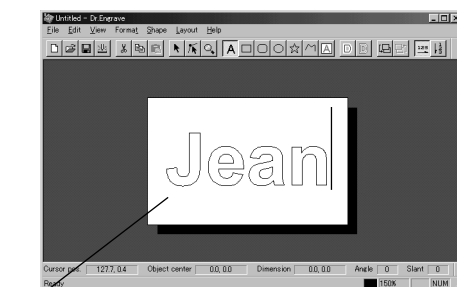 Untitled - Dr.Engrave
File Edit View Format Shape Layout Help
Jean
Cursor pos. 127.7, 0.4 Object center 0.0, 0.0 Dimension 0.0, 0.0 Angle 0 Slant 0
Ready 150% NUM